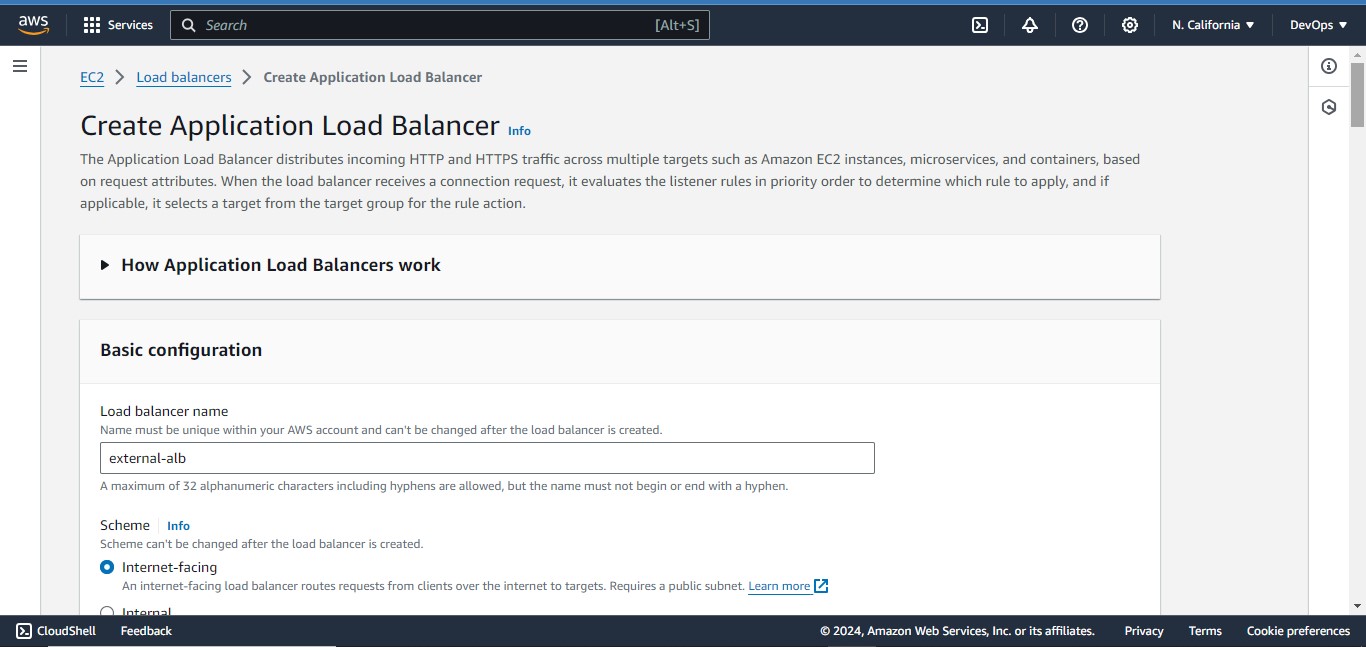 aws Services Search [Alt+S] N. California DevOps
EC2 Load balancers Create Application Load Balancer
Create Application Load Balancer Info
The Application Load Balancer distributes incoming HTTP and HTTPS traffic across multiple targets such as Amazon EC2 instances, microservices, and containers, based
on request attributes. When the load balancer receives a connection request, it evaluates the listener rules in priority order to determine which rule to apply, and if
applicable, it selects a target from the target group for the rule action.
How Application Load Balancers work
Basic configuration
Load balancer name
Name must be unique within your AWS account and can't be changed after the load balancer is created.
external-alb
A maximum of 32 alphanumeric characters including hyphens are allowed, but the name must not begin or end with a hyphen.
Scheme Info
Scheme can't be changed after the load balancer is created.
Internet-facing
An internet-facing load balancer routes requests from clients over the internet to targets. Requires a public subnet. Learn more
Internal
CloudShell Feedback © 2024, Amazon Web Services, Inc. or its affiliates. Privacy Terms Cookie preferences